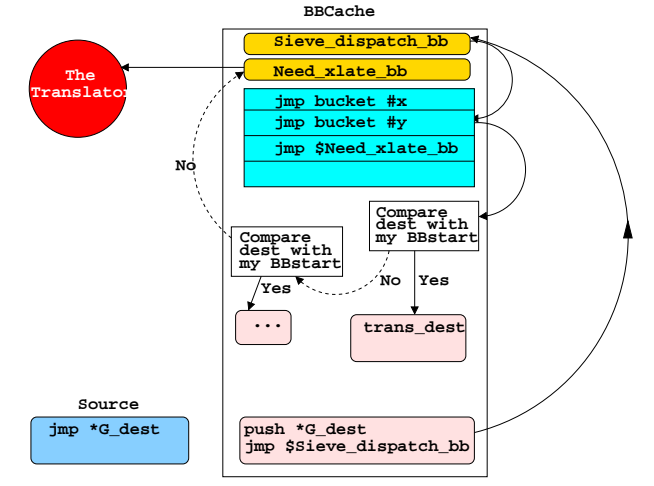 BBCache
Sieve_dispatch_bb
Need_xlate_bb
The
Translator
jmp bucket #x
jmp bucket #y
jmp $Need_xlate_bb
No
Compare
dest with
my BBstart
Compare
dest with
my BBstart
No
Yes
Yes
...
trans_dest
Source
jmp *G_dest
push *G_dest
jmp $Sieve_dispatch_bb